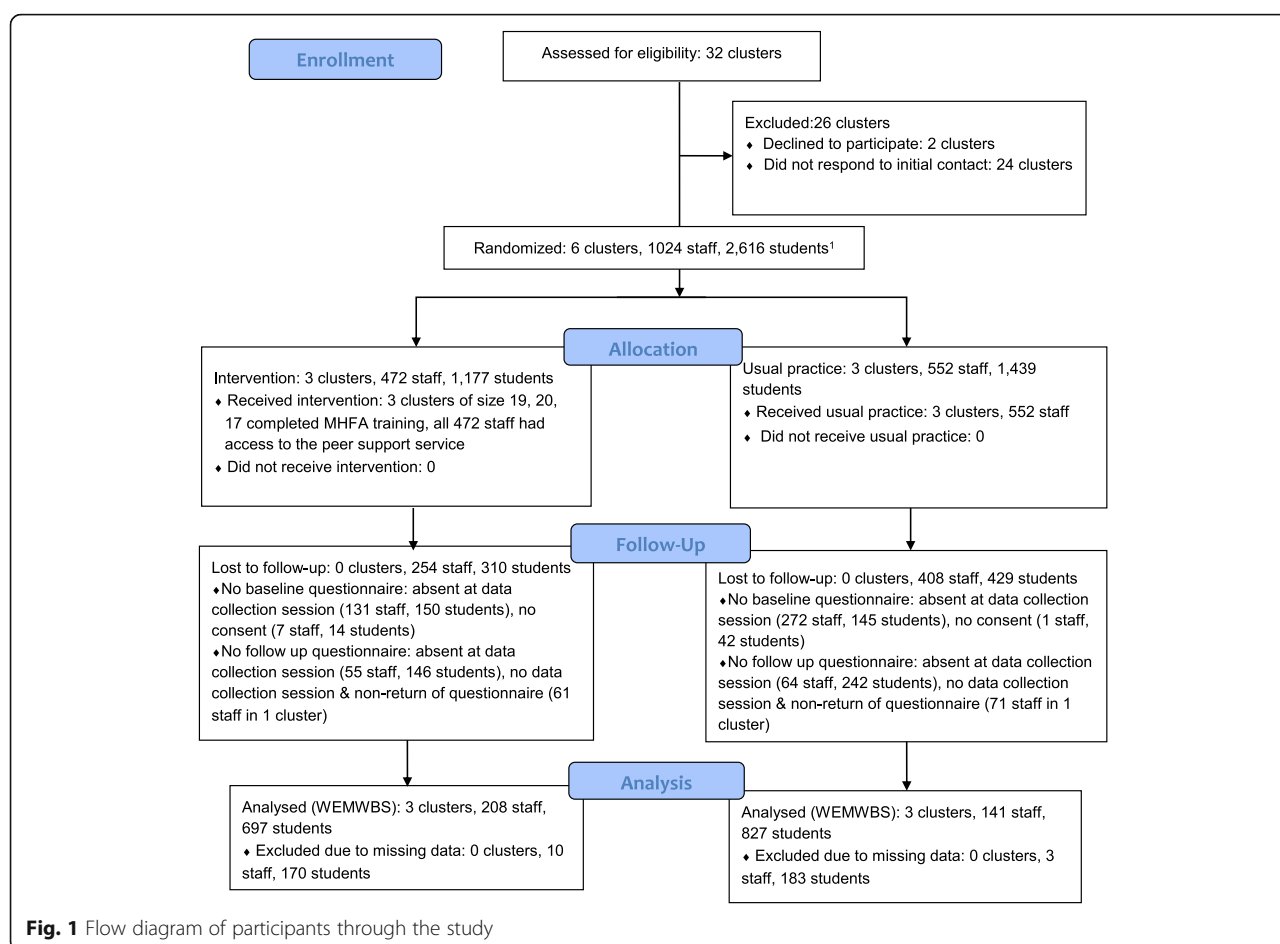 Enrollment
Assessed for eligibility: 32 clusters
Excluded:26 clusters
♦ Declined to participate: 2 clusters
♦ Did not respond to initial contact: 24 clusters
Randomized: 6 clusters, 1024 staff, 2,616 students¹
Allocation
Intervention: 3 clusters, 472 staff, 1,177 students
♦ Received intervention: 3 clusters of size 19, 20,
17 completed MHFA training, all 472 staff had
access to the peer support service
♦ Did not receive intervention: 0
Usual practice: 3 clusters, 552 staff, 1,439
students
♦ Received usual practice: 3 clusters, 552 staff
♦ Did not receive usual practice: 0
Follow-Up
Lost to follow-up: 0 clusters, 254 staff, 310 students
♦No baseline questionnaire: absent at data
collection session (131 staff, 150 students), no
consent (7 staff, 14 students)
♦No follow up questionnaire: absent at data
collection session (55 staff, 146 students), no data
collection session & non-return of questionnaire (61
staff in 1 cluster)
Lost to follow-up: 0 clusters, 408 staff, 429 students
♦No baseline questionnaire: absent at data collection
session (272 staff, 145 students), no consent (1 staff,
42 students)
♦No follow up questionnaire: absent at data collection
session (64 staff, 242 students), no data collection
session & non-return of questionnaire (71 staff in 1
cluster)
Analysis
Analysed (WEMWBS): 3 clusters, 208 staff,
697 students
♦ Excluded due to missing data: 0 clusters, 10
staff, 170 students
Analysed (WEMWBS): 3 clusters, 141 staff,
827 students
♦ Excluded due to missing data: 0 clusters, 3
staff, 183 students
Fig. 1 Flow diagram of participants through the study